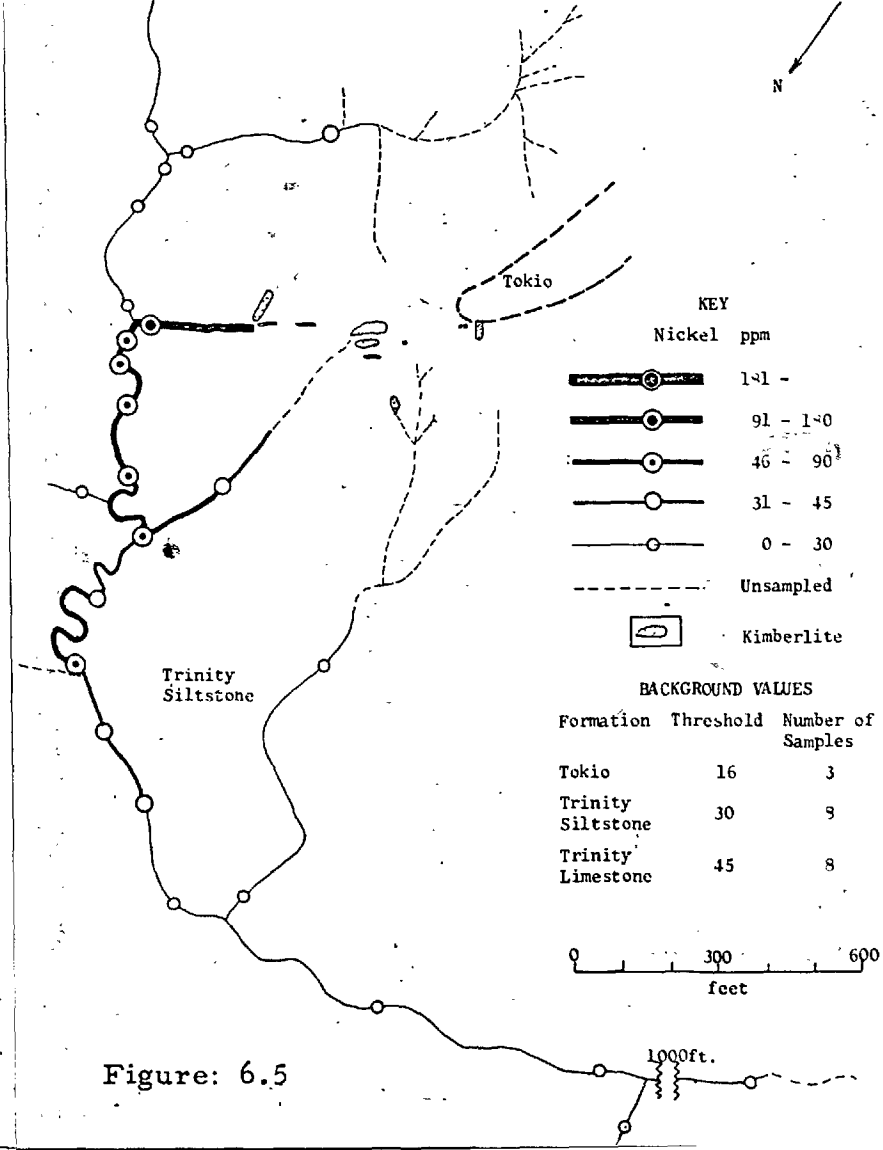 N
Tokio
KEY
Nickel ppm
91 -
46 - 90
31 - 45
0 - 30
Unsampled
Kimberlite
Trinity
Siltstone
BACKGROUND VALUES
Formation Threshold Number of
Samples
Tokio 16 3
Trinity
Siltstone 30
Trinity
Limestone 45 8
0 300 600
feet
1000ft.
Figure: 6.5